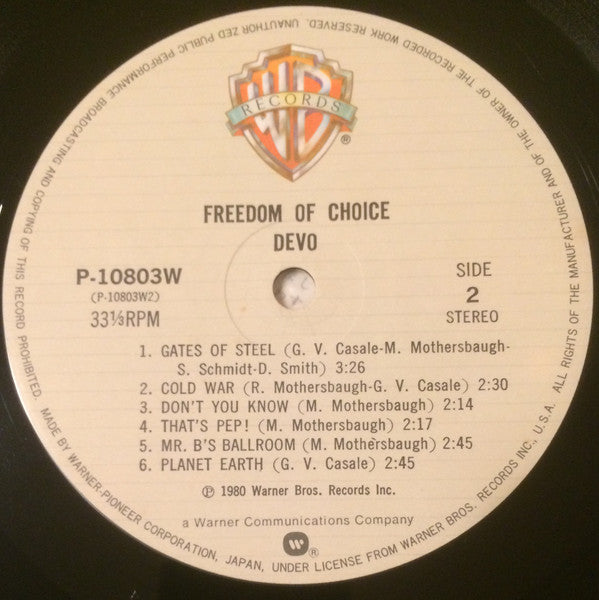 UNAUTHORIZED PUBLIC PERFORMANCE BROADCASTING AND COPYING OF THIS RECORD PROHIBITED. MADE BY WARNER-PIONEER CORPORATION, JAPAN, UNDER LICENSE FROM WARNER BROS. RECORDS INC., U.S.A. ALL RIGHTS OF THE MANUFACTURER AND OF THE OWNER OF THE RECORDED WORK RESERVED.
WB
RECORDS
®
FREEDOM OF CHOICE
DEVO
P-10803W
(P-10803W2)
33⅓RPM
SIDE
2
STEREO
1. GATES OF STEEL (G. V. Casale-M. Mothersbaugh-
S. Schmidt-D. Smith) 3:26
2. COLD WAR (R. Mothersbaugh-G. V. Casale) 2:30
3. DON'T YOU KNOW (M. Mothersbaugh) 2:14
4. THAT'S PEP! (M. Mothersbaugh) 2:17
5. MR. B'S BALLROOM (M. Mothersbaugh) 2:45
6. PLANET EARTH (G. V. Casale) 2:45
℗ 1980 Warner Bros. Records Inc.
a Warner Communications Company
®